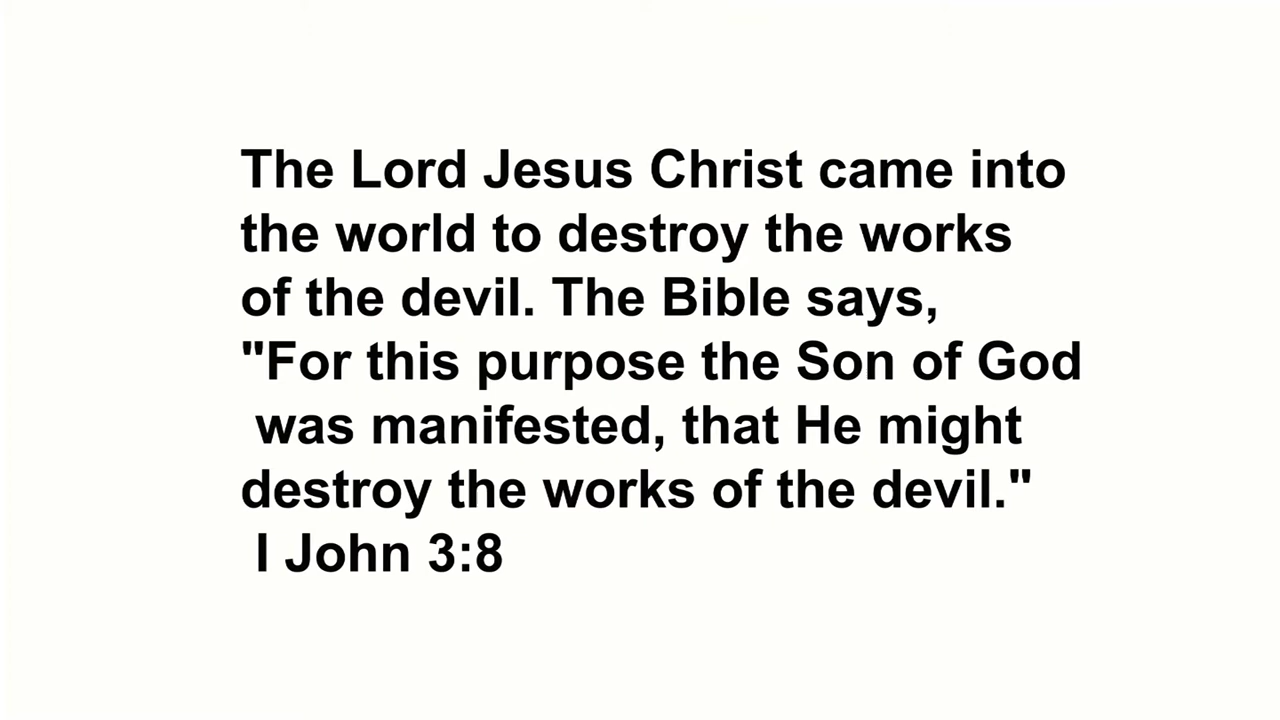 The Lord Jesus Christ came into
the world to destroy the works
of the devil. The Bible says,
"For this purpose the Son of God
was manifested, that He might
destroy the works of the devil."
I John 3:8